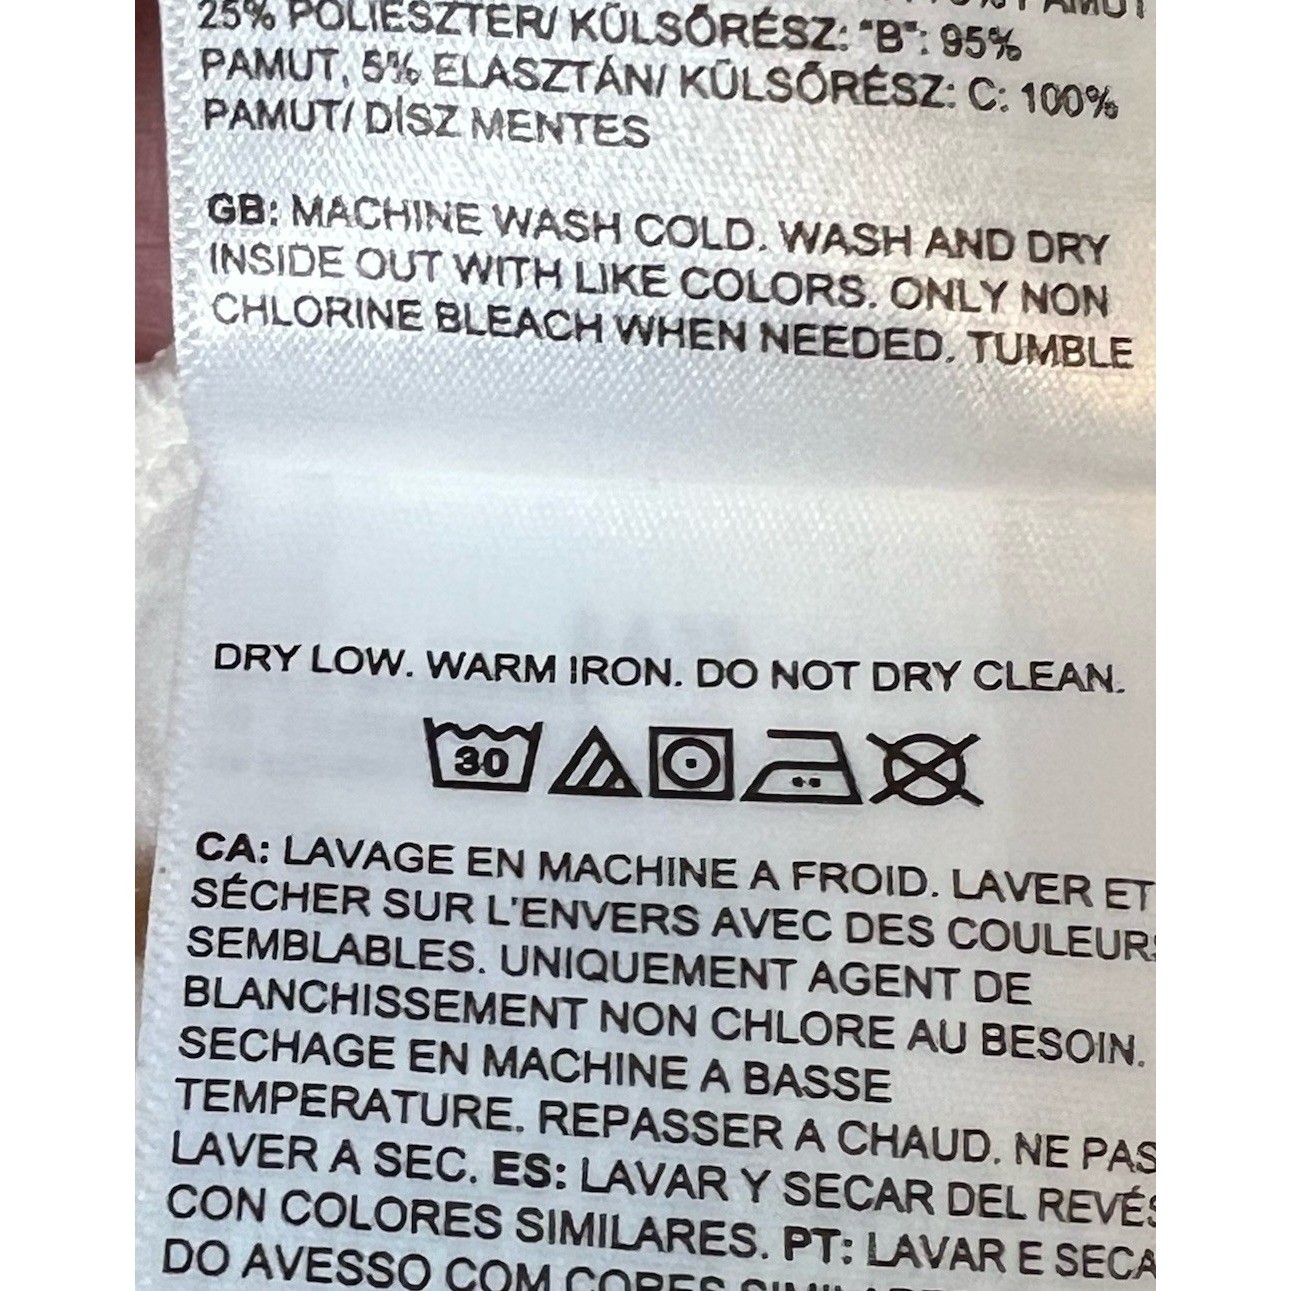 25% POLIÉSZTER/ KÜLSŐRÉSZ: "B": 95%
PAMUT, 5% ELASZTÁN/ KÜLSŐRÉSZ: C: 100%
PAMUT/ DÍSZ MENTES
GB: MACHINE WASH COLD. WASH AND DRY
INSIDE OUT WITH LIKE COLORS. ONLY NON
CHLORINE BLEACH WHEN NEEDED. TUMBLE
DRY LOW. WARM IRON. DO NOT DRY CLEAN.
30
CA: LAVAGE EN MACHINE A FROID. LAVER ET
SÉCHER SUR L'ENVERS AVEC DES COULEURS
SEMBLABLES. UNIQUEMENT AGENT DE
BLANCHISSEMENT NON CHLORE AU BESOIN.
SECHAGE EN MACHINE A BASSE
TEMPERATURE. REPASSER A CHAUD. NE PAS
LAVER A SEC. ES: LAVAR Y SECAR DEL REVÉS
CON COLORES SIMILARES. PT: LAVAR E SECA
DO AVESSO COM CORES